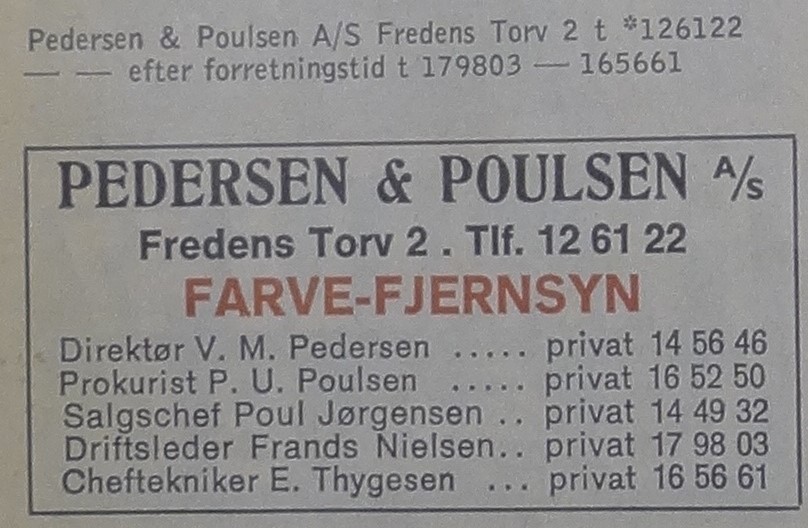 Pedersen & Poulsen A/S Fredens Torv 2 t *126122
— — efter forretningstid t 179803 — 165661
PEDERSEN & POULSEN A/S
Fredens Torv 2 . Tlf. 12 61 22
FARVE-FJERNSYN
Direktør V. M. Pedersen ..... privat 14 56 46
Prokurist P. U. Poulsen ..... privat 16 52 50
Salgschef Poul Jørgensen .. privat 14 49 32
Driftsleder Frands Nielsen.. privat 17 98 03
Cheftekniker E. Thygesen ... privat 16 56 61